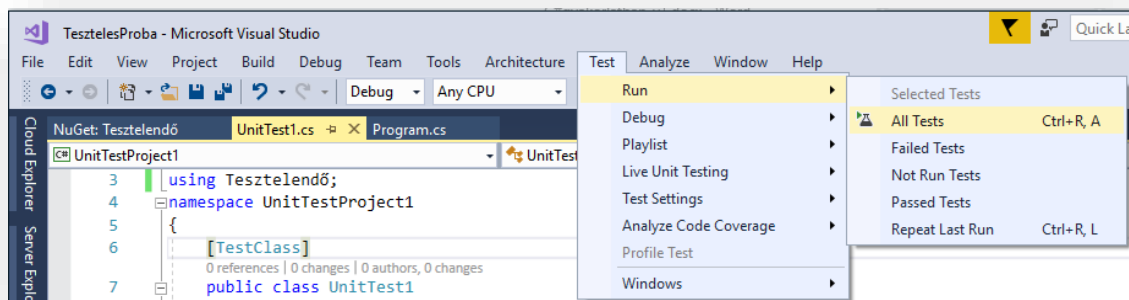 TesztelesProba - Microsoft Visual Studio
Quick La
File Edit View Project Build Debug Team Tools Architecture Test Analyze Window Help
Debug Any CPU
Run
Debug
Playlist
Live Unit Testing
Test Settings
Analyze Code Coverage
Profile Test
Windows
Selected Tests
All Tests Ctrl+R, A
Failed Tests
Not Run Tests
Passed Tests
Repeat Last Run Ctrl+R, L
Cloud Explorer
Server Explo
NuGet: Tesztelendő UnitTest1.cs Program.cs
C# UnitTestProject1 UnitTest
3 using Tesztelendő;
4 namespace UnitTestProject1
5 {
6 [TestClass]
0 references | 0 changes | 0 authors, 0 changes
7 public class UnitTest1